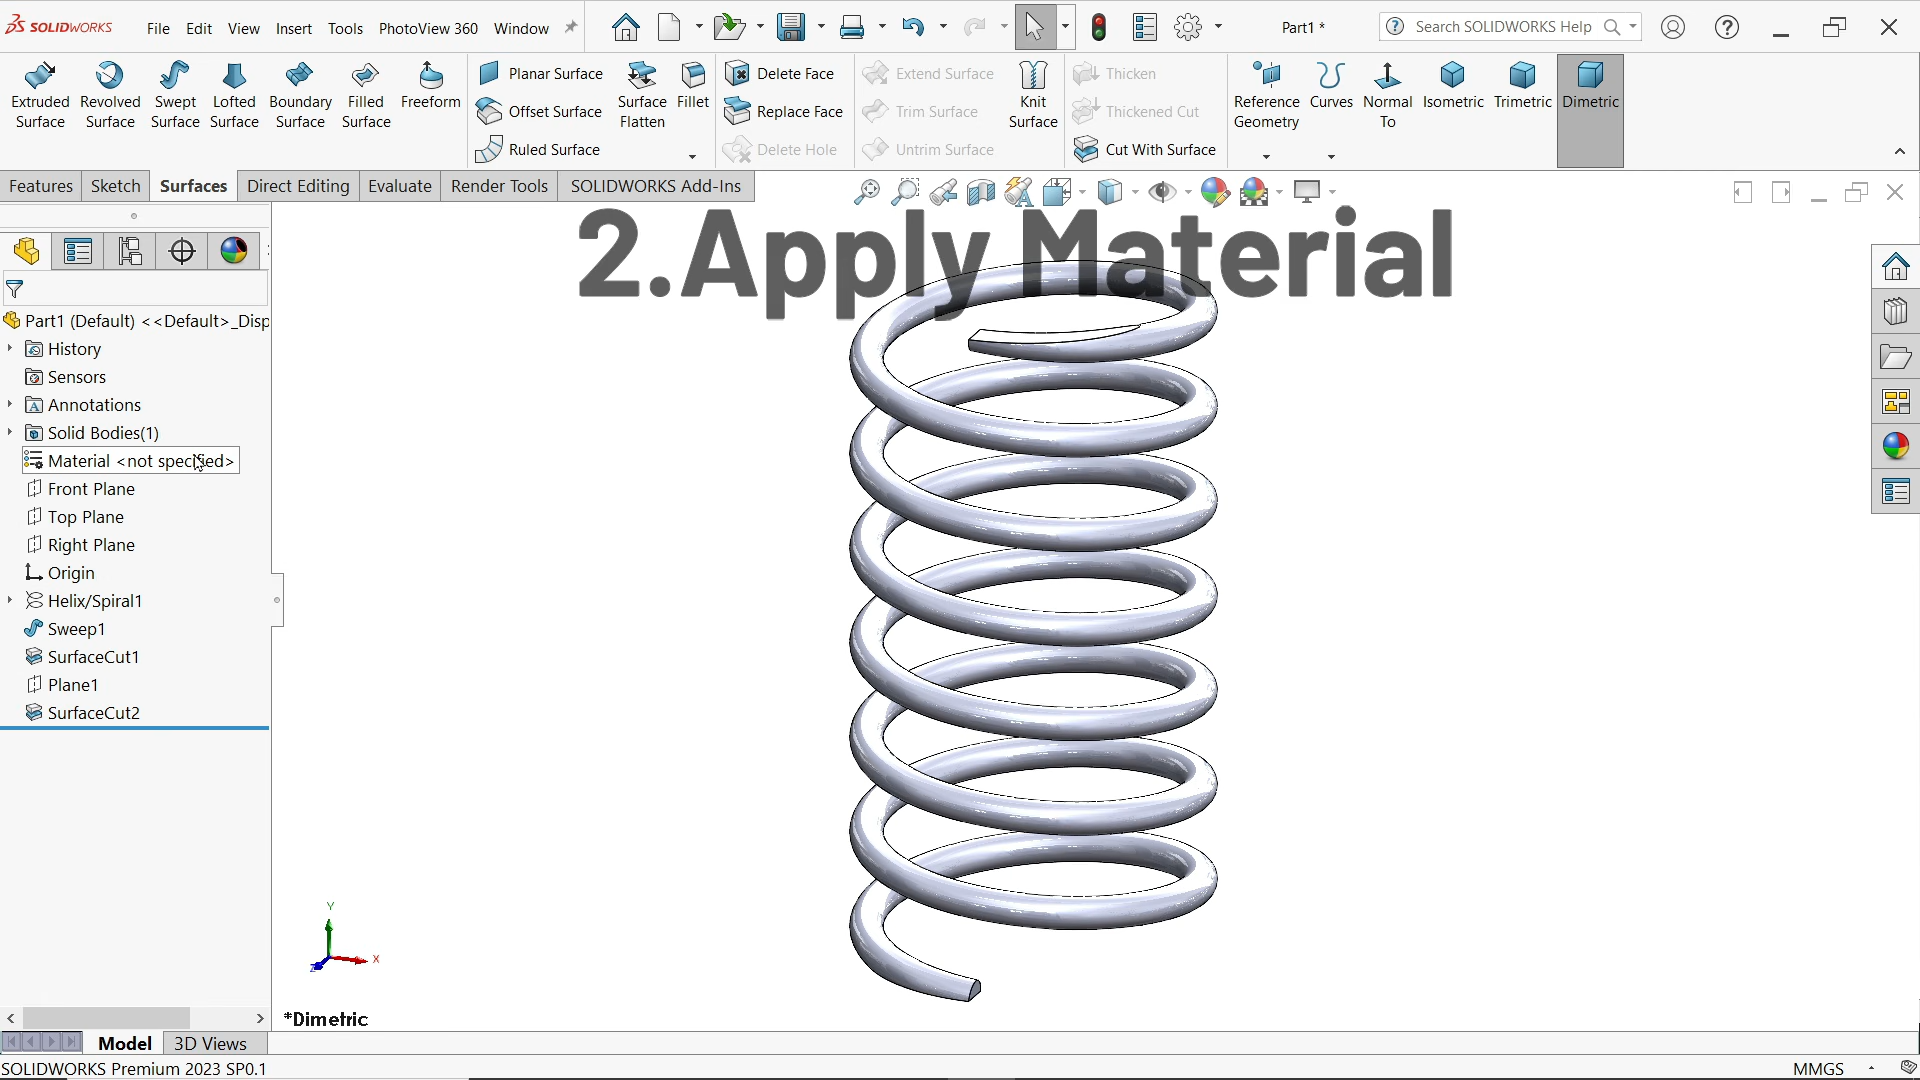 SOLIDWORKS File Edit View Insert Tools PhotoView 360 Window Part1 * Search SOLIDWORKS Help
Extruded Surface
Revolved Surface
Swept Surface
Lofted Surface
Boundary Surface
Filled Surface
Freeform
Planar Surface
Offset Surface
Ruled Surface
Surface Flatten
Fillet
Delete Face
Replace Face
Delete Hole
Extend Surface
Trim Surface
Untrim Surface
Knit Surface
Thicken
Thickened Cut
Cut With Surface
Reference Geometry
Curves
Normal To
Isometric
Trimetric
Dimetric
Features Sketch Surfaces Direct Editing Evaluate Render Tools SOLIDWORKS Add-Ins
2.Apply Material
Part1 (Default) <<Default>_Disp
History
Sensors
Annotations
Solid Bodies(1)
Material <not specified>
Front Plane
Top Plane
Right Plane
Origin
Helix/Spiral1
Sweep1
SurfaceCut1
Plane1
SurfaceCut2
Y
X
Z
*Dimetric
Model 3D Views
SOLIDWORKS Premium 2023 SP0.1 MMGS